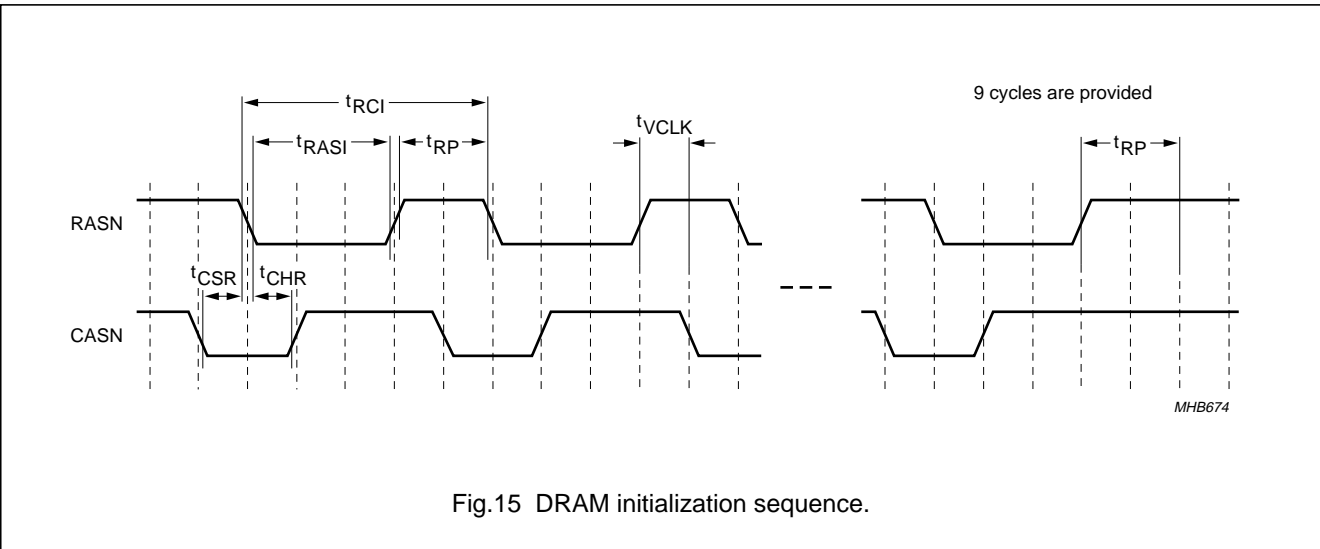 tRCI
9 cycles are provided
tRASI
tRP
tVCLK
tRP
RASN
tCSR
tCHR
CASN
MHB674
Fig.15 DRAM initialization sequence.